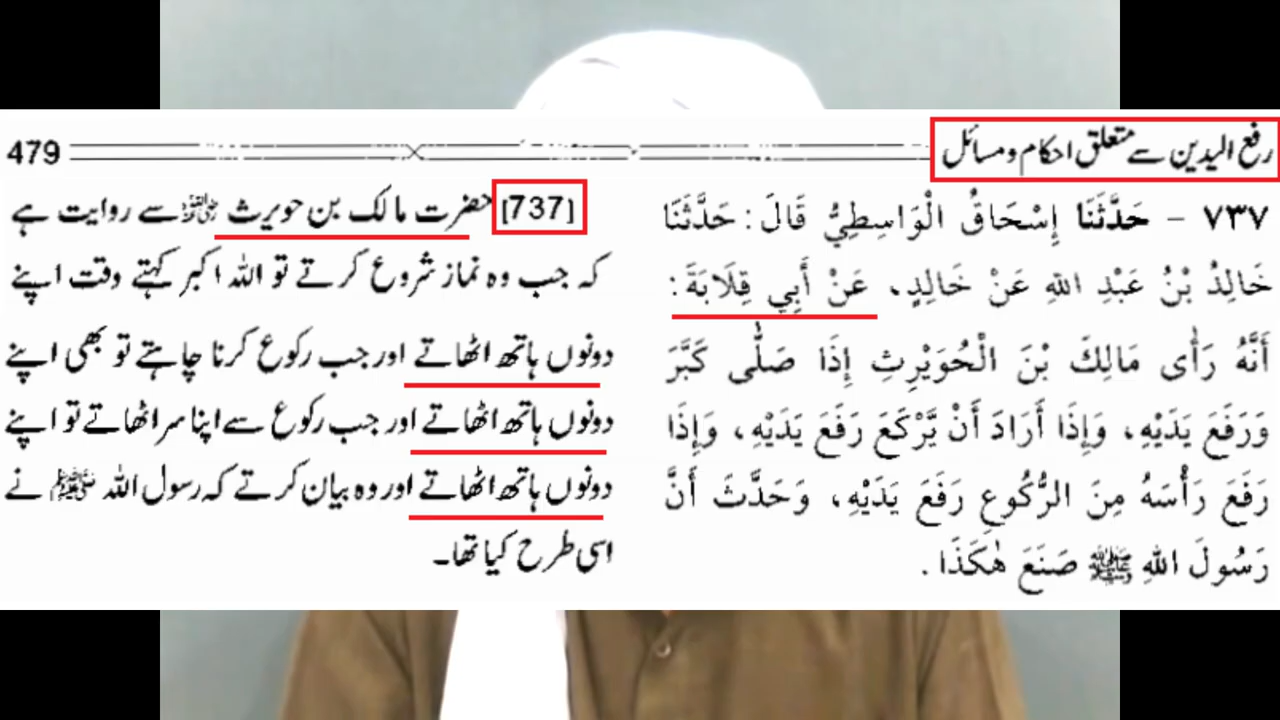 رفع الیدین سے متعلق احکام و مسائل
479
٧٣٧ - حَدَّثَنَا إِسْحَاقُ الْوَاسِطِيُّ قَالَ: حَدَّثَنَا
خَالِدُ بْنُ عَبْدِ اللهِ عَنْ خَالِدٍ، عَنْ أَبِي قِلَابَةَ:
أَنَّهُ رَأَى مَالِكَ بْنَ الْحُوَيْرِثِ إِذَا صَلَّى كَبَّرَ
وَرَفَعَ يَدَيْهِ، وَإِذَا أَرَادَ أَنْ يَّرْكَعَ رَفَعَ يَدَيْهِ، وَإِذَا
رَفَعَ رَأْسَهُ مِنَ الرُّكُوعِ رَفَعَ يَدَيْهِ، وَحَدَّثَ أَنَّ
رَسُولَ اللهِ ﷺ صَنَعَ هٰكَذَا.
[737] حضرت مالک بن حویرث رضی اللہ عنہ سے روایت ہے
کہ جب وہ نماز شروع کرتے تو اللہ اکبر کہتے وقت اپنے
دونوں ہاتھ اٹھاتے اور جب رکوع کرنا چاہتے تو بھی اپنے
دونوں ہاتھ اٹھاتے اور جب رکوع سے اپنا سر اٹھاتے تو اپنے
دونوں ہاتھ اٹھاتے اور وہ بیان کرتے کہ رسول اللہ ﷺ نے
اسی طرح کیا تھا۔